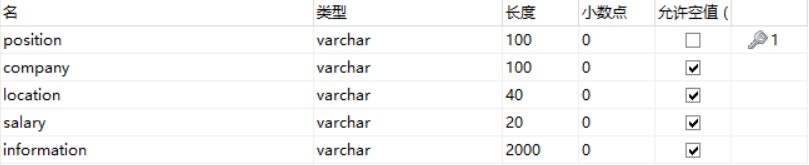 名 类型 长度 小数点 允许空值 (
position varchar 100 0 1
company varchar 100 0
location varchar 40 0
salary varchar 20 0
information varchar 2000 0